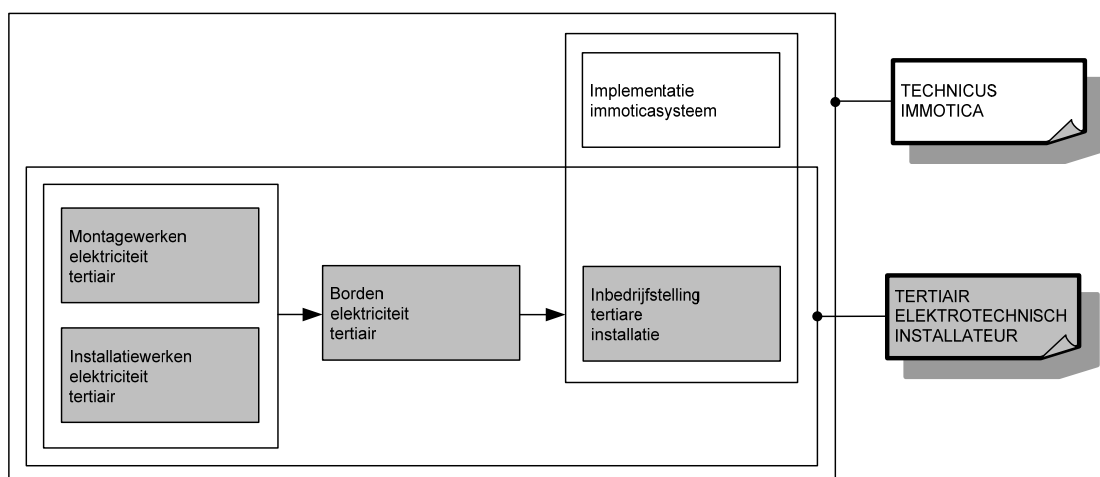 Implementatie
immoticasysteem
TECHNICUS
IMMOTICA
Montagewerken
elektriciteit
tertiair
Installatiewerken
elektriciteit
tertiair
Borden
elektriciteit
tertiair
Inbedrijfstelling
tertiare
installatie
TERTIAIR
ELEKTROTECHNISCH
INSTALLATEUR